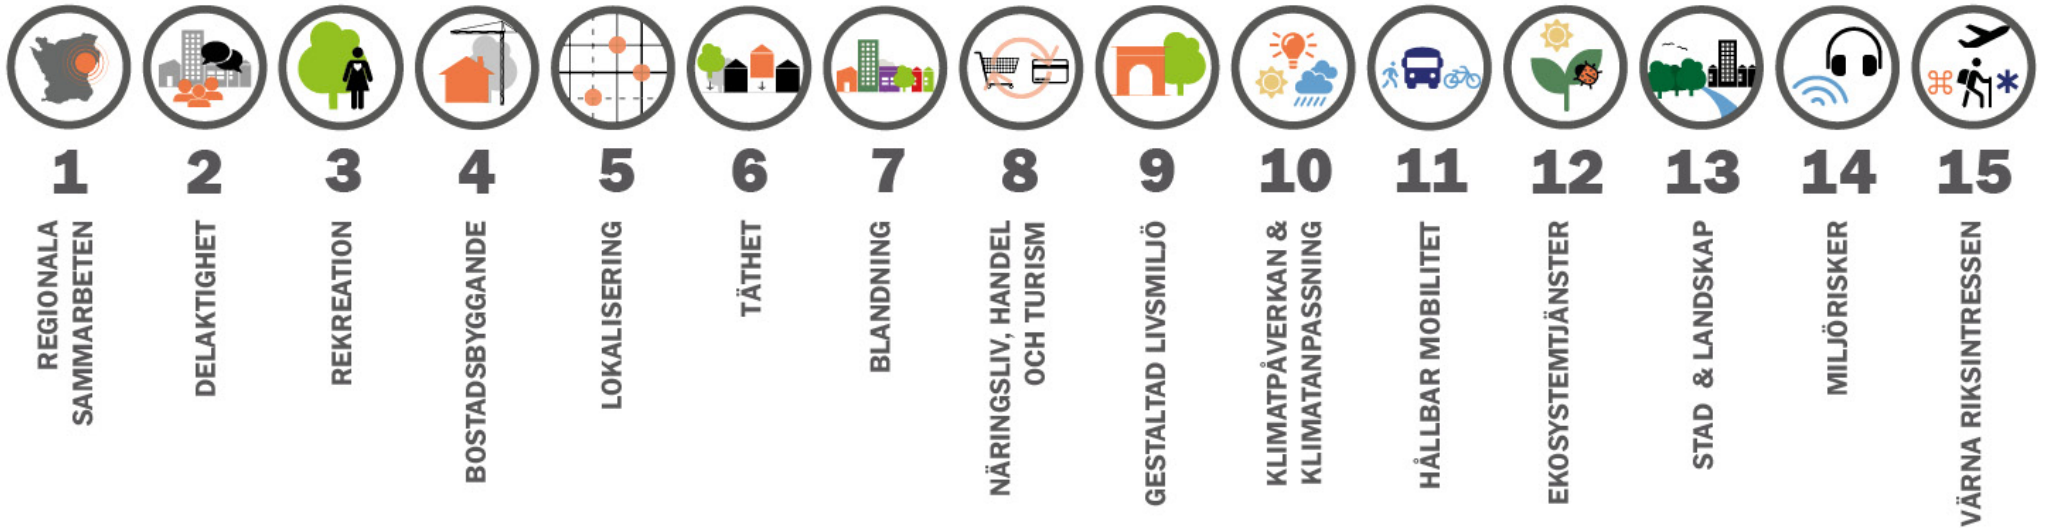 1
REGIONALA
SAMMARBETEN
2
DELAKTIGHET
3
REKREATION
4
BOSTADSBYGGANDE
5
LOKALISERING
6
TÄTHET
7
BLANDNING
8
NÄRINGSLIV, HANDEL
OCH TURISM
9
GESTALTAD LIVSMILJÖ
10
KLIMATPÅVERKAN &
KLIMATANPASSNING
11
HÅLLBAR MOBILITET
12
EKOSYSTEMTJÄNSTER
13
STAD & LANDSKAP
14
MILJÖRISKER
15
VÄRNA RIKSINTRESSEN